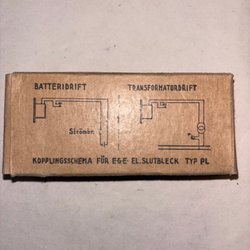 BATTERIDRIFT
TRANSFORMATORDRIFT
Strömbr.
KOPPLINGSSCHEMA FÖR EGE EL. SLUTBLECK TYP PL